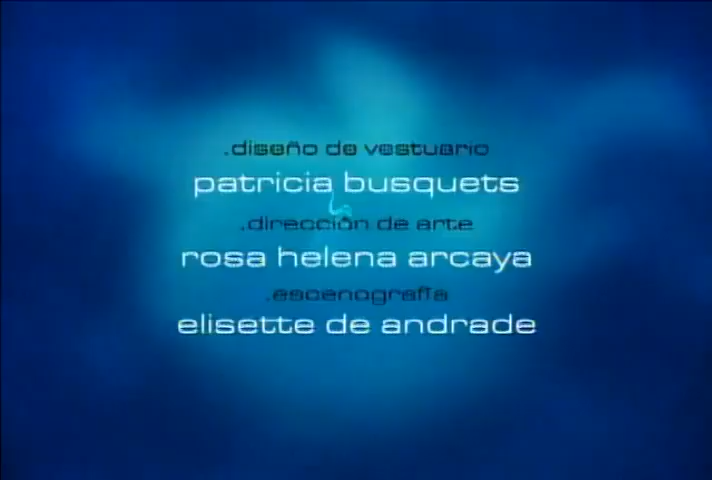 .diseño de vestuario
patricia busquets
.dirección de arte
rosa helena arcaya
.escenografía
elisette de andrade